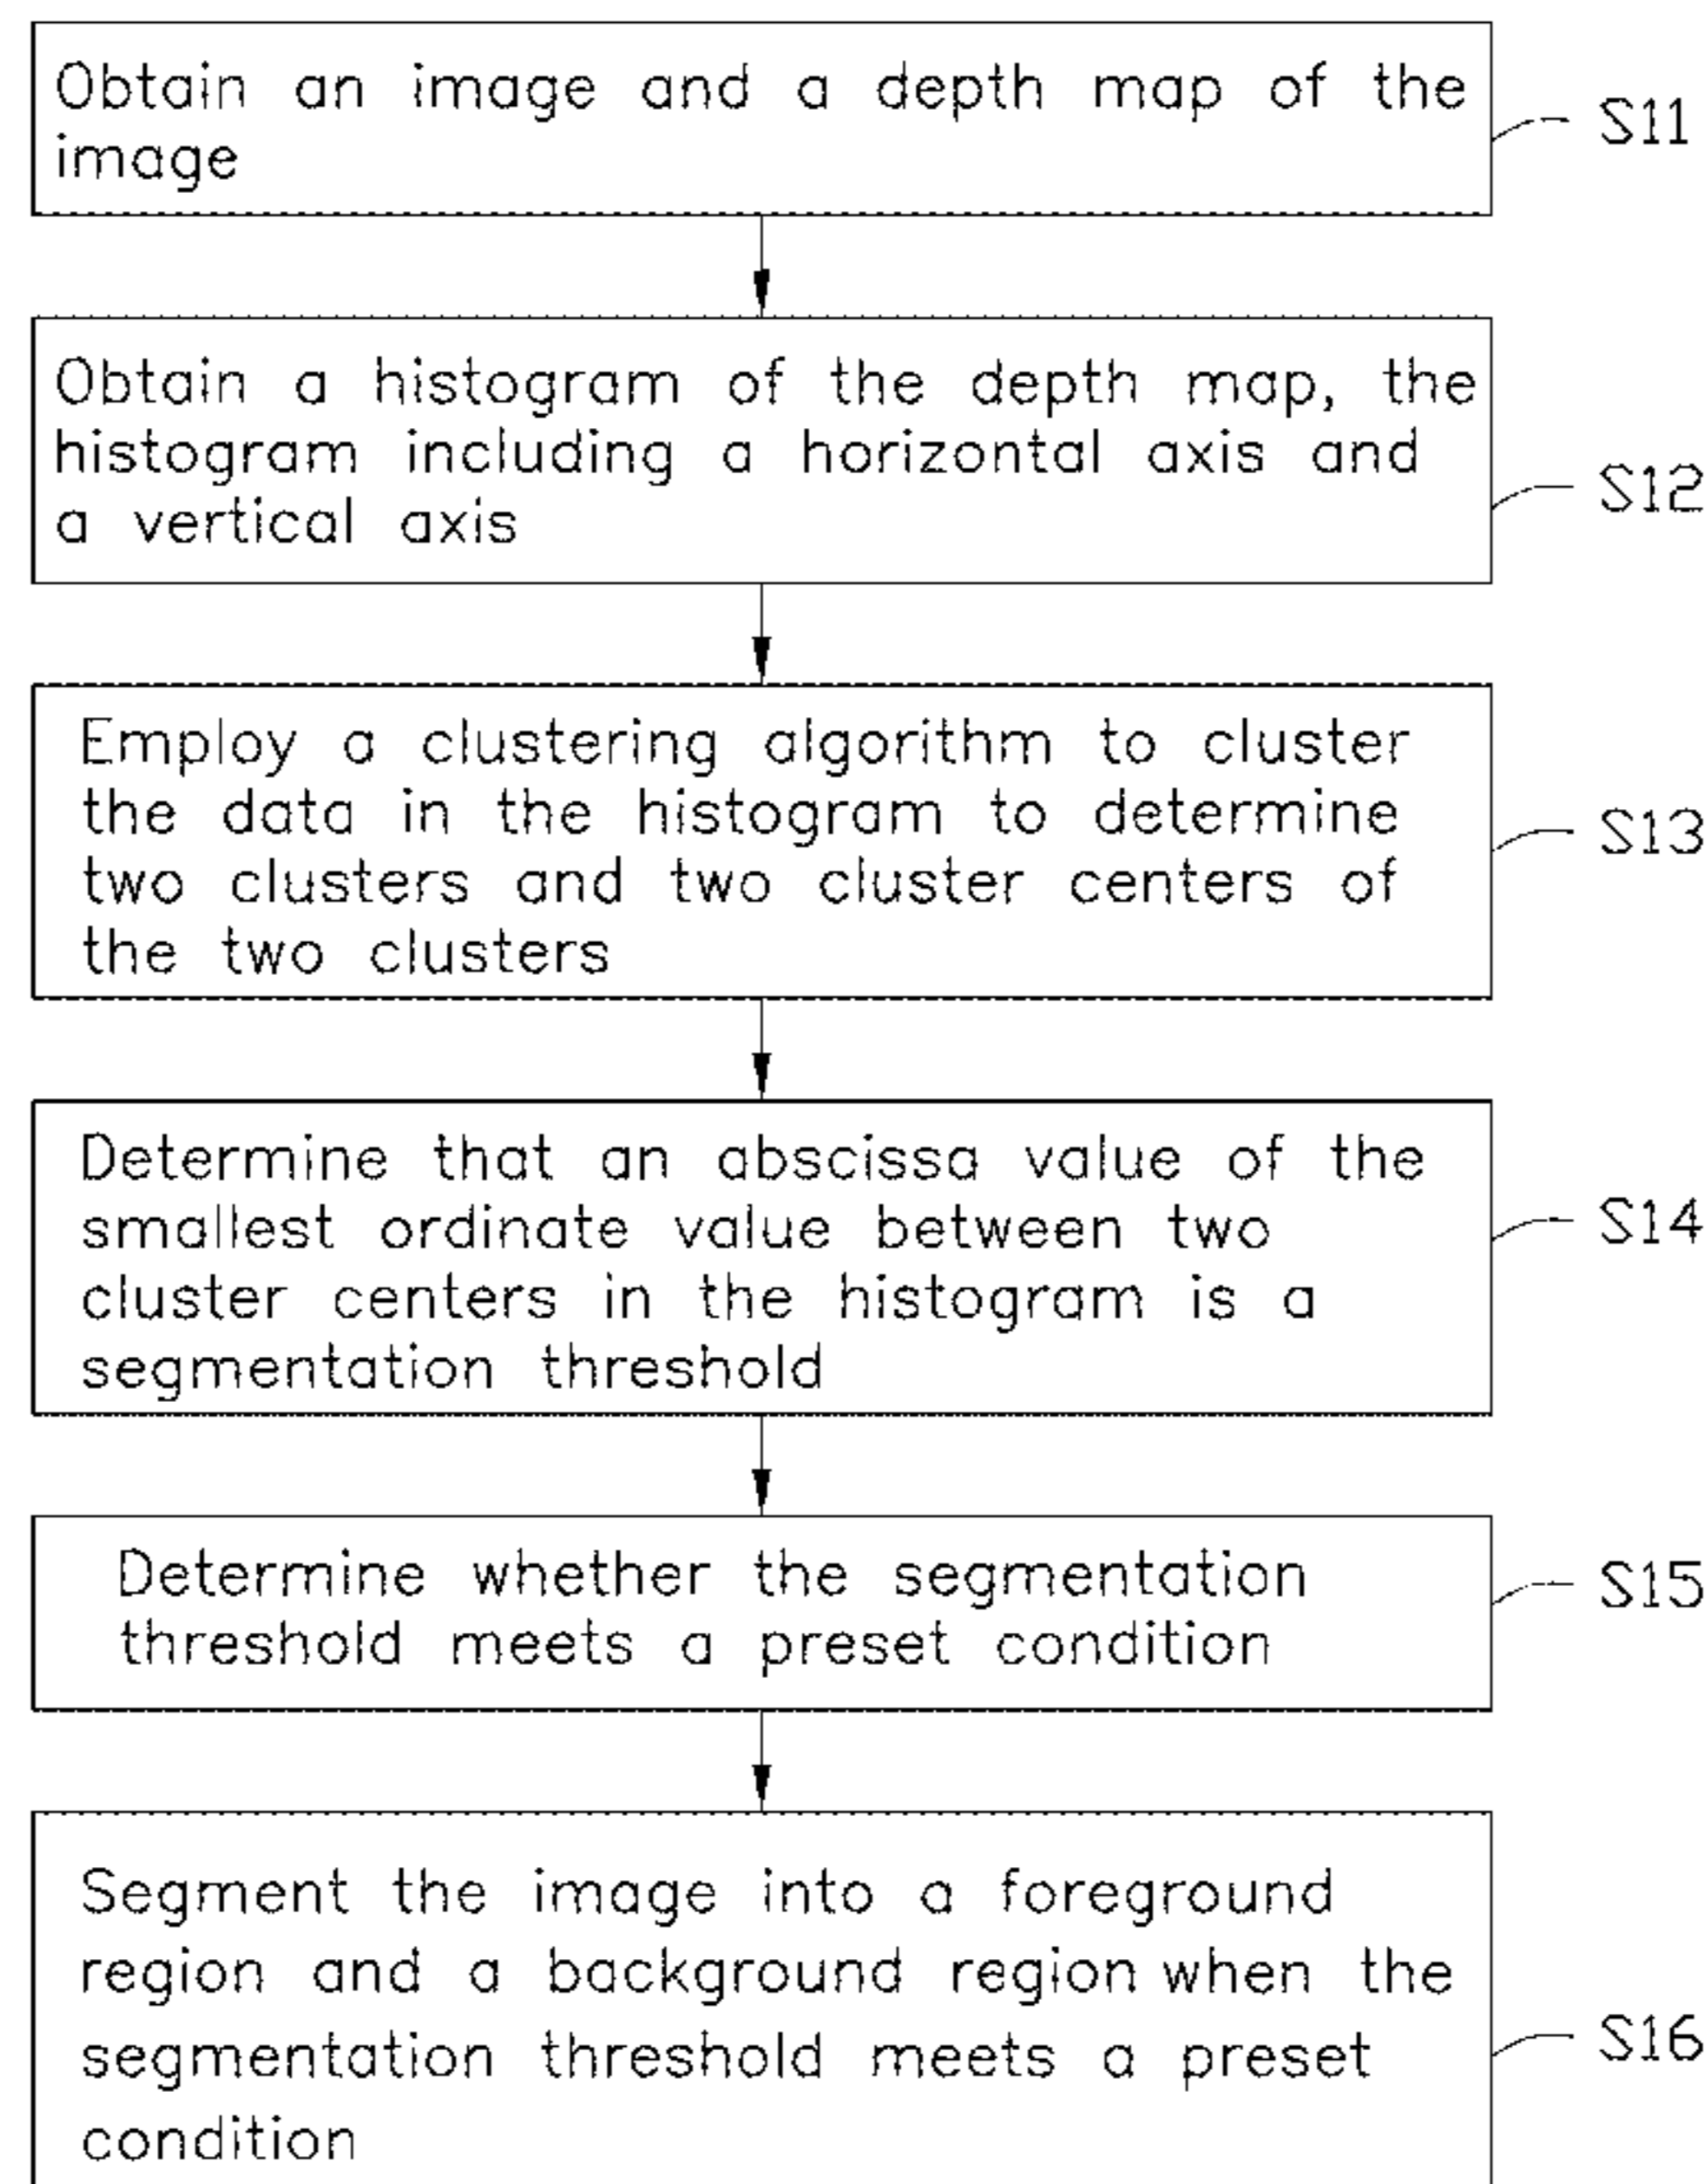 Obtain an image and a depth map of the
image
S11
Obtain a histogram of the depth map, the
histogram including a horizontal axis and
a vertical axis
S12
Employ a clustering algorithm to cluster
the data in the histogram to determine
two clusters and two cluster centers of
the two clusters
S13
Determine that an abscissa value of the
smallest ordinate value between two
cluster centers in the histogram is a
segmentation threshold
S14
Determine whether the segmentation
threshold meets a preset condition
S15
Segment the image into a foreground
region and a background region when the
segmentation threshold meets a preset
condition
S16